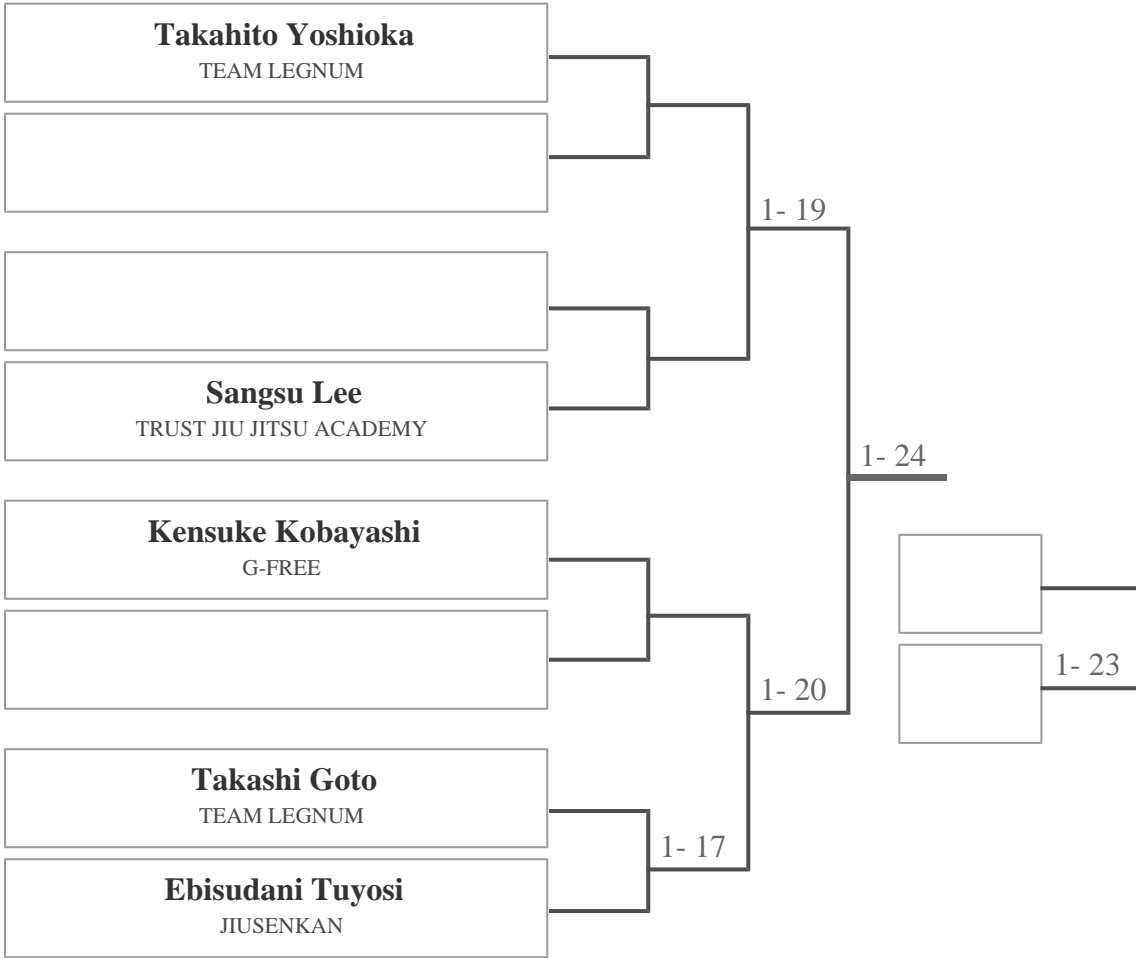 Takahito Yoshioka
TEAM LEGNUM
1- 19
Sangsu Lee
TRUST JIU JITSU ACADEMY
1- 24
Kensuke Kobayashi
G-FREE
1- 23
1- 20
Takashi Goto
TEAM LEGNUM
1- 17
Ebisudani Tuyosi
JIUSENKAN